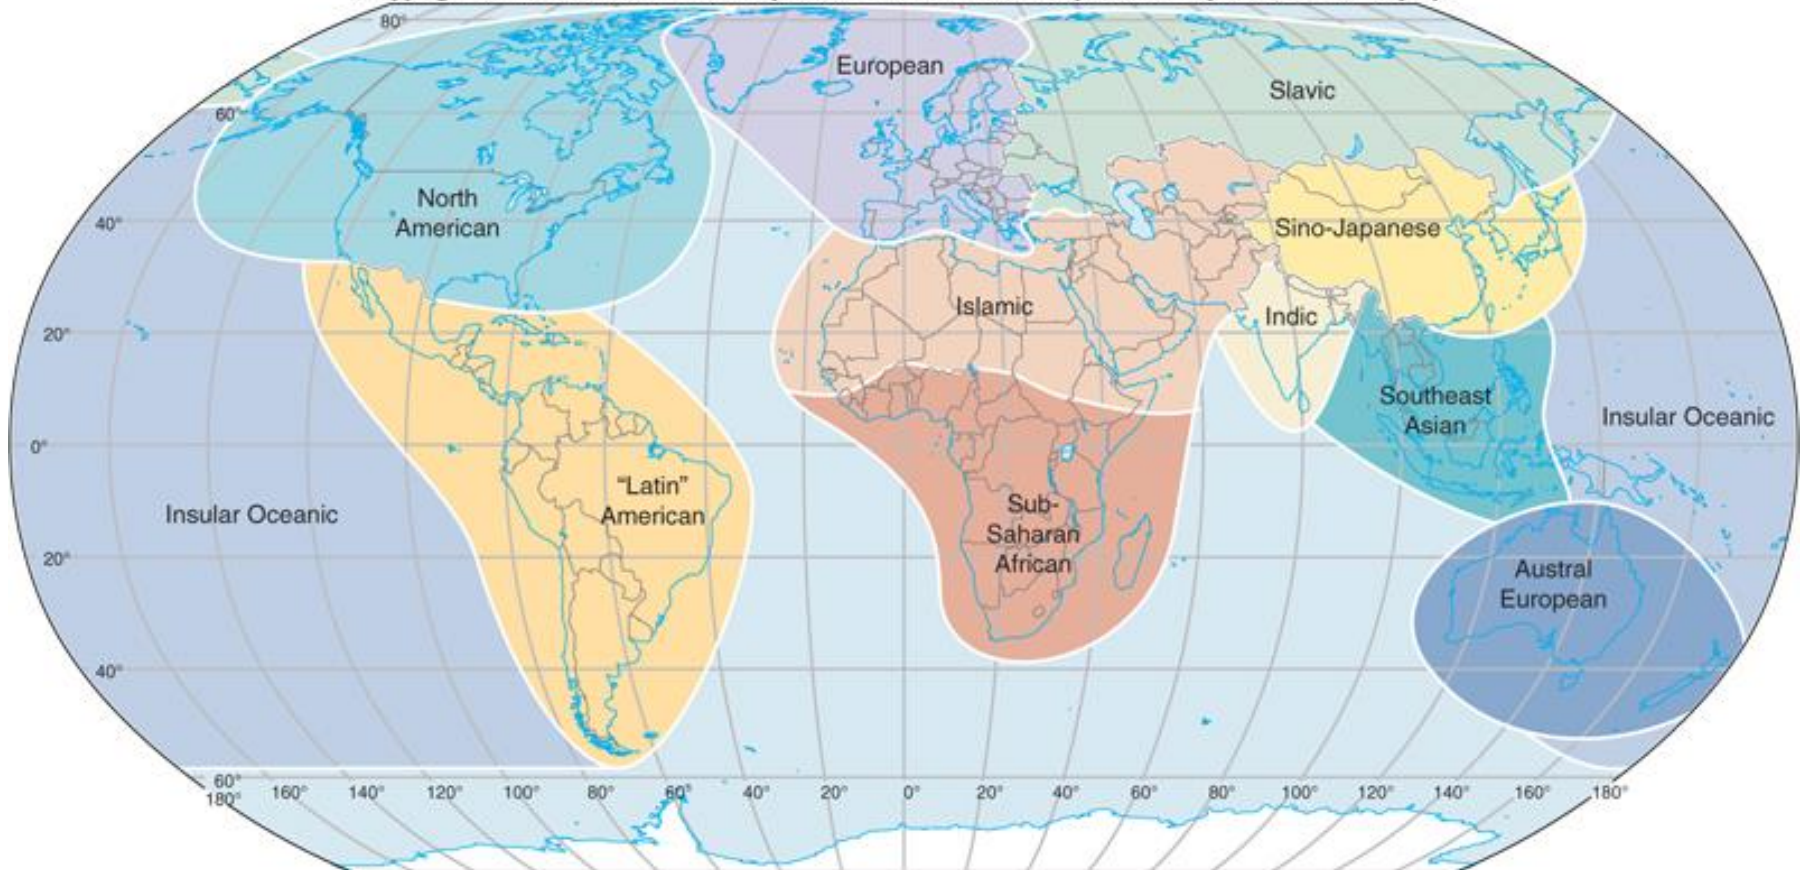 80°
European
Slavic
60°
North
American
40°
Sino-Japanese
Islamic
Indic
20°
Southeast
Asian
Insular Oceanic
0°
"Latin"
American
Sub-
Saharan
African
Insular Oceanic
20°
Austral
European
40°
60°
180° 160° 140° 120° 100° 80° 60° 40° 20° 0° 20° 40° 60° 80° 100° 120° 140° 160° 180°